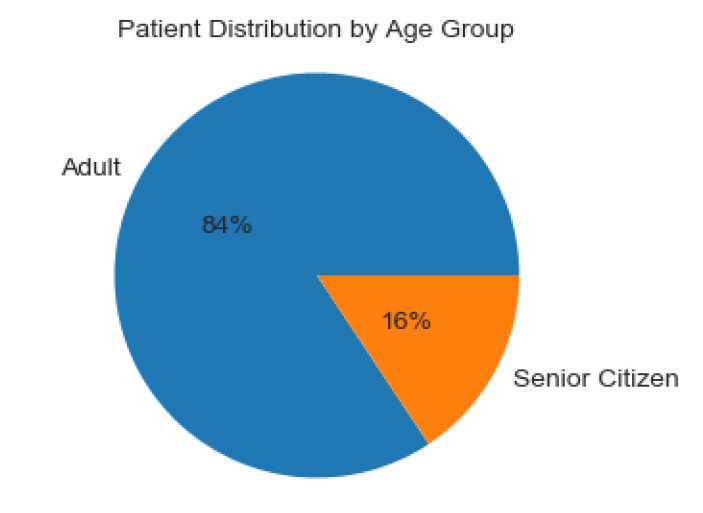 Patient Distribution by Age Group
Adult
84%
16%
Senior Citizen